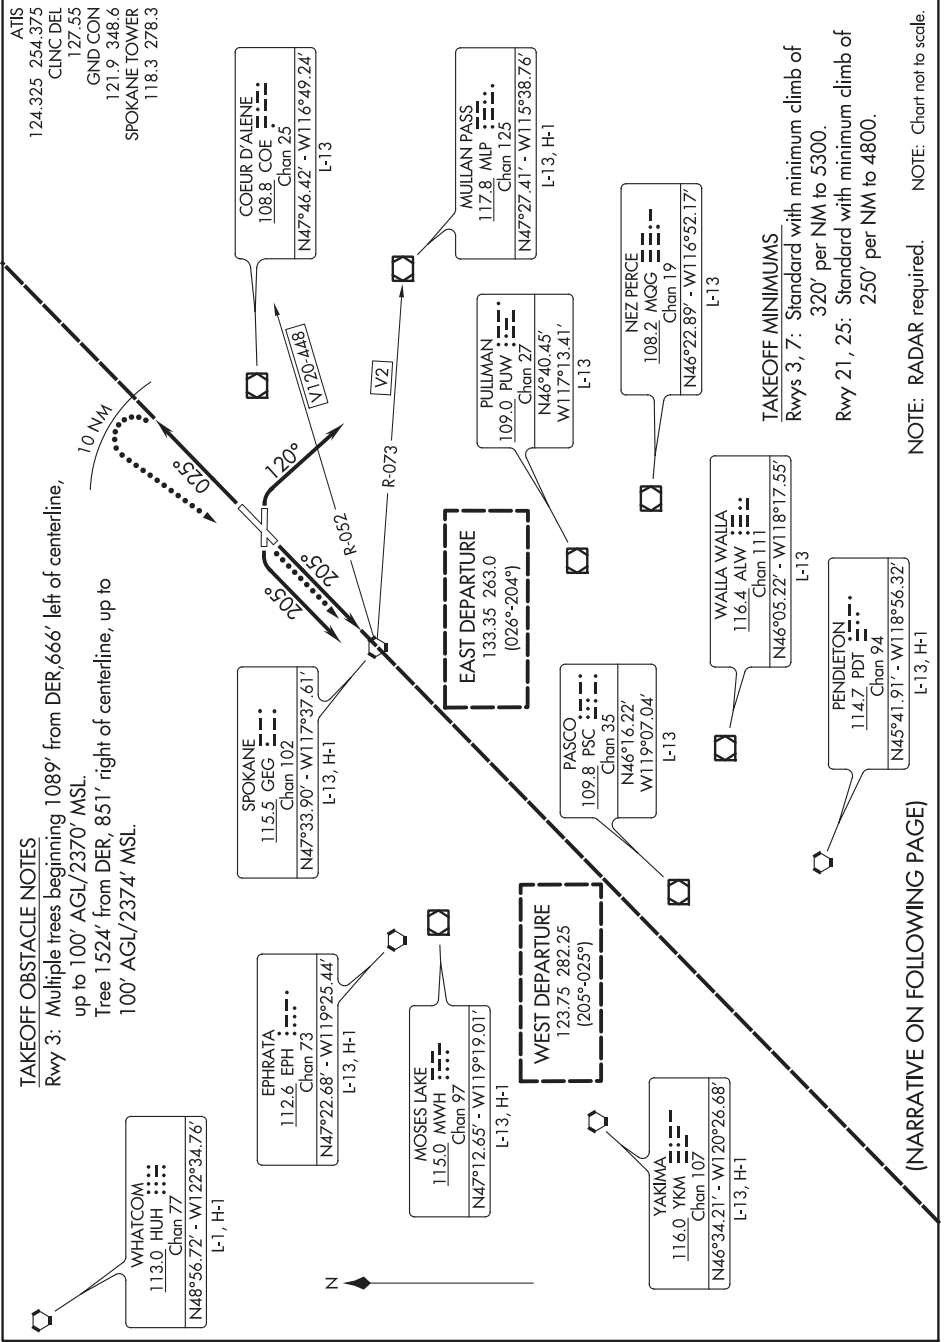 TAKEOFF OBSTACLE NOTES
Rwy 3: Multiple trees beginning 1089' from DER,666' left of centerline,
up to 100' AGL/2370' MSL.
Tree 1524' from DER, 851' right of centerline, up to
100' AGL/2374' MSL.
ATIS
124.325 254.375
CLNC DEL
127.55
GND CON
121.9 348.6
SPOKANE TOWER
118.3 278.3
WHATCOM
113.0 HUH
Chan 77
N48°56.72' - W122°34.76'
L-1, H-1
EPHRATA
112.6 EPH
Chan 73
N47°22.68' - W119°25.44'
L-13, H-1
SPOKANE
115.5 GEG
Chan 102
N47°33.90' - W117°37.61'
L-13, H-1
COEUR D'ALENE
108.8 COE
Chan 25
N47°46.42' - W116°49.24'
L-13
10 NM
025°
120°
205°
205°
R-052
V120-448
R-073
V2
N
MOSES LAKE
115.0 MWH
Chan 97
N47°12.65' - W119°19.01'
L-13, H-1
MULLAN PASS
117.8 MLP
Chan 125
N47°27.41' - W115°38.76'
L-13, H-1
EAST DEPARTURE
133.35 263.0
(026°-204°)
PULLMAN
109.0 PUW
Chan 27
N46°40.45'
W117°13.41'
L-13
WEST DEPARTURE
123.75 282.25
(205°-025°)
PASCO
109.8 PSC
Chan 35
N46°16.22'
W119°07.04'
L-13
NEZ PERCE
108.2 MQG
Chan 19
N46°22.89' - W116°52.17'
L-13
YAKIMA
116.0 YKM
Chan 107
N46°34.21' - W120°26.68'
L-13, H-1
WALLA WALLA
116.4 ALW
Chan 111
N46°05.22' - W118°17.55'
L-13
PENDLETON
114.7 PDT
Chan 94
N45°41.91' - W118°56.32'
L-13, H-1
TAKEOFF MINIMUMS
Rwys 3, 7: Standard with minimum climb of
320' per NM to 5300.
Rwy 21, 25: Standard with minimum climb of
250' per NM to 4800.
(NARRATIVE ON FOLLOWING PAGE)
NOTE: RADAR required.
NOTE: Chart not to scale.